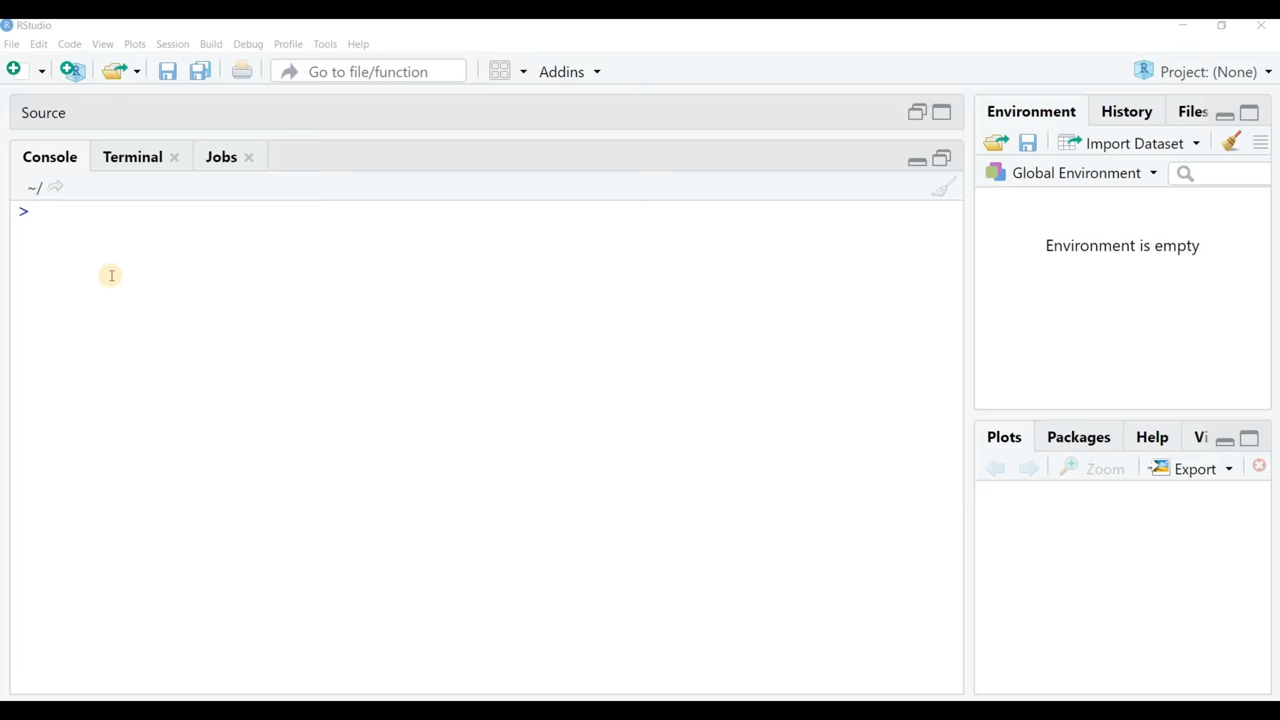 RStudio
File Edit Code View Plots Session Build Debug Profile Tools Help
Go to file/function Addins Project: (None)
Source
Console Terminal Jobs
~/
>
Environment History Files
Import Dataset
Global Environment
Environment is empty
Plots Packages Help Vi
Zoom Export